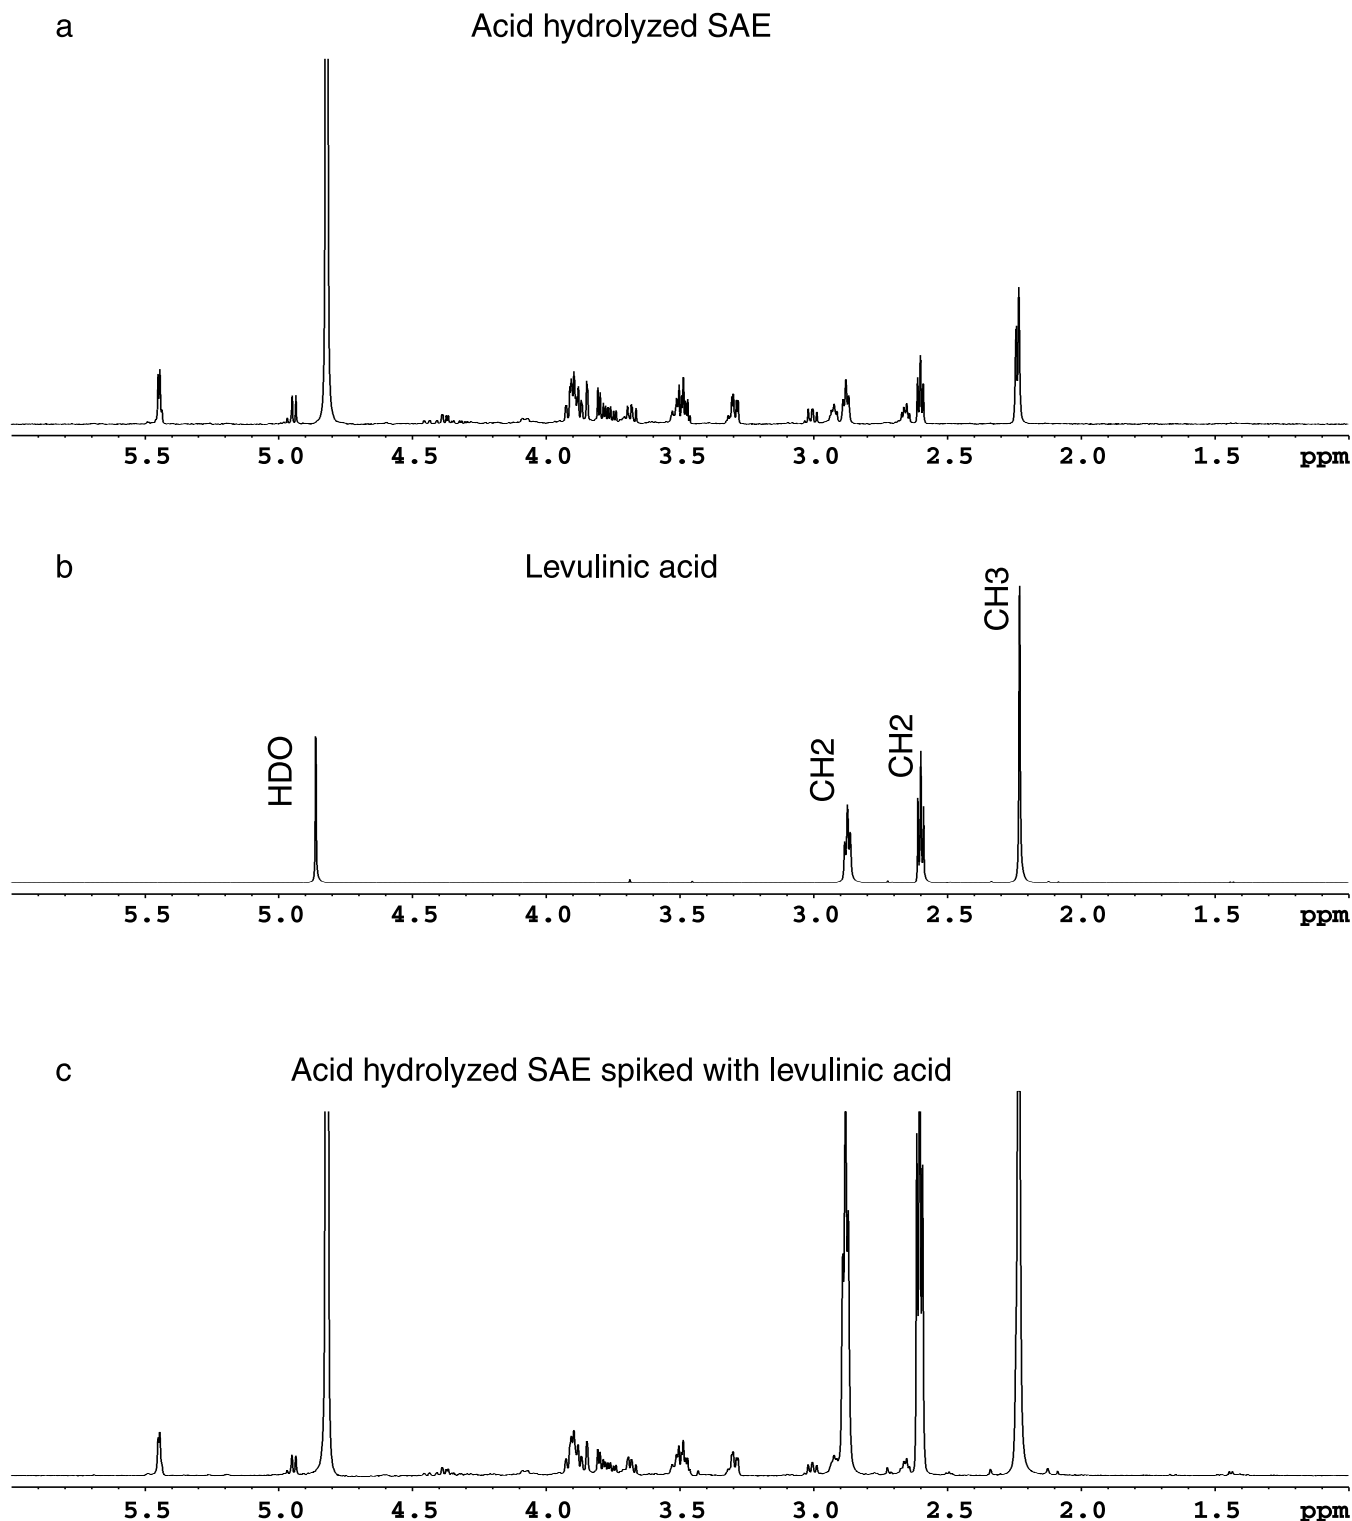 a
Acid hydrolyzed SAE
5.5 5.0 4.5 4.0 3.5 3.0 2.5 2.0 1.5 ppm
b
Levulinic acid
HDO
CH2
CH2
CH3
5.5 5.0 4.5 4.0 3.5 3.0 2.5 2.0 1.5 ppm
c
Acid hydrolyzed SAE spiked with levulinic acid
5.5 5.0 4.5 4.0 3.5 3.0 2.5 2.0 1.5 ppm